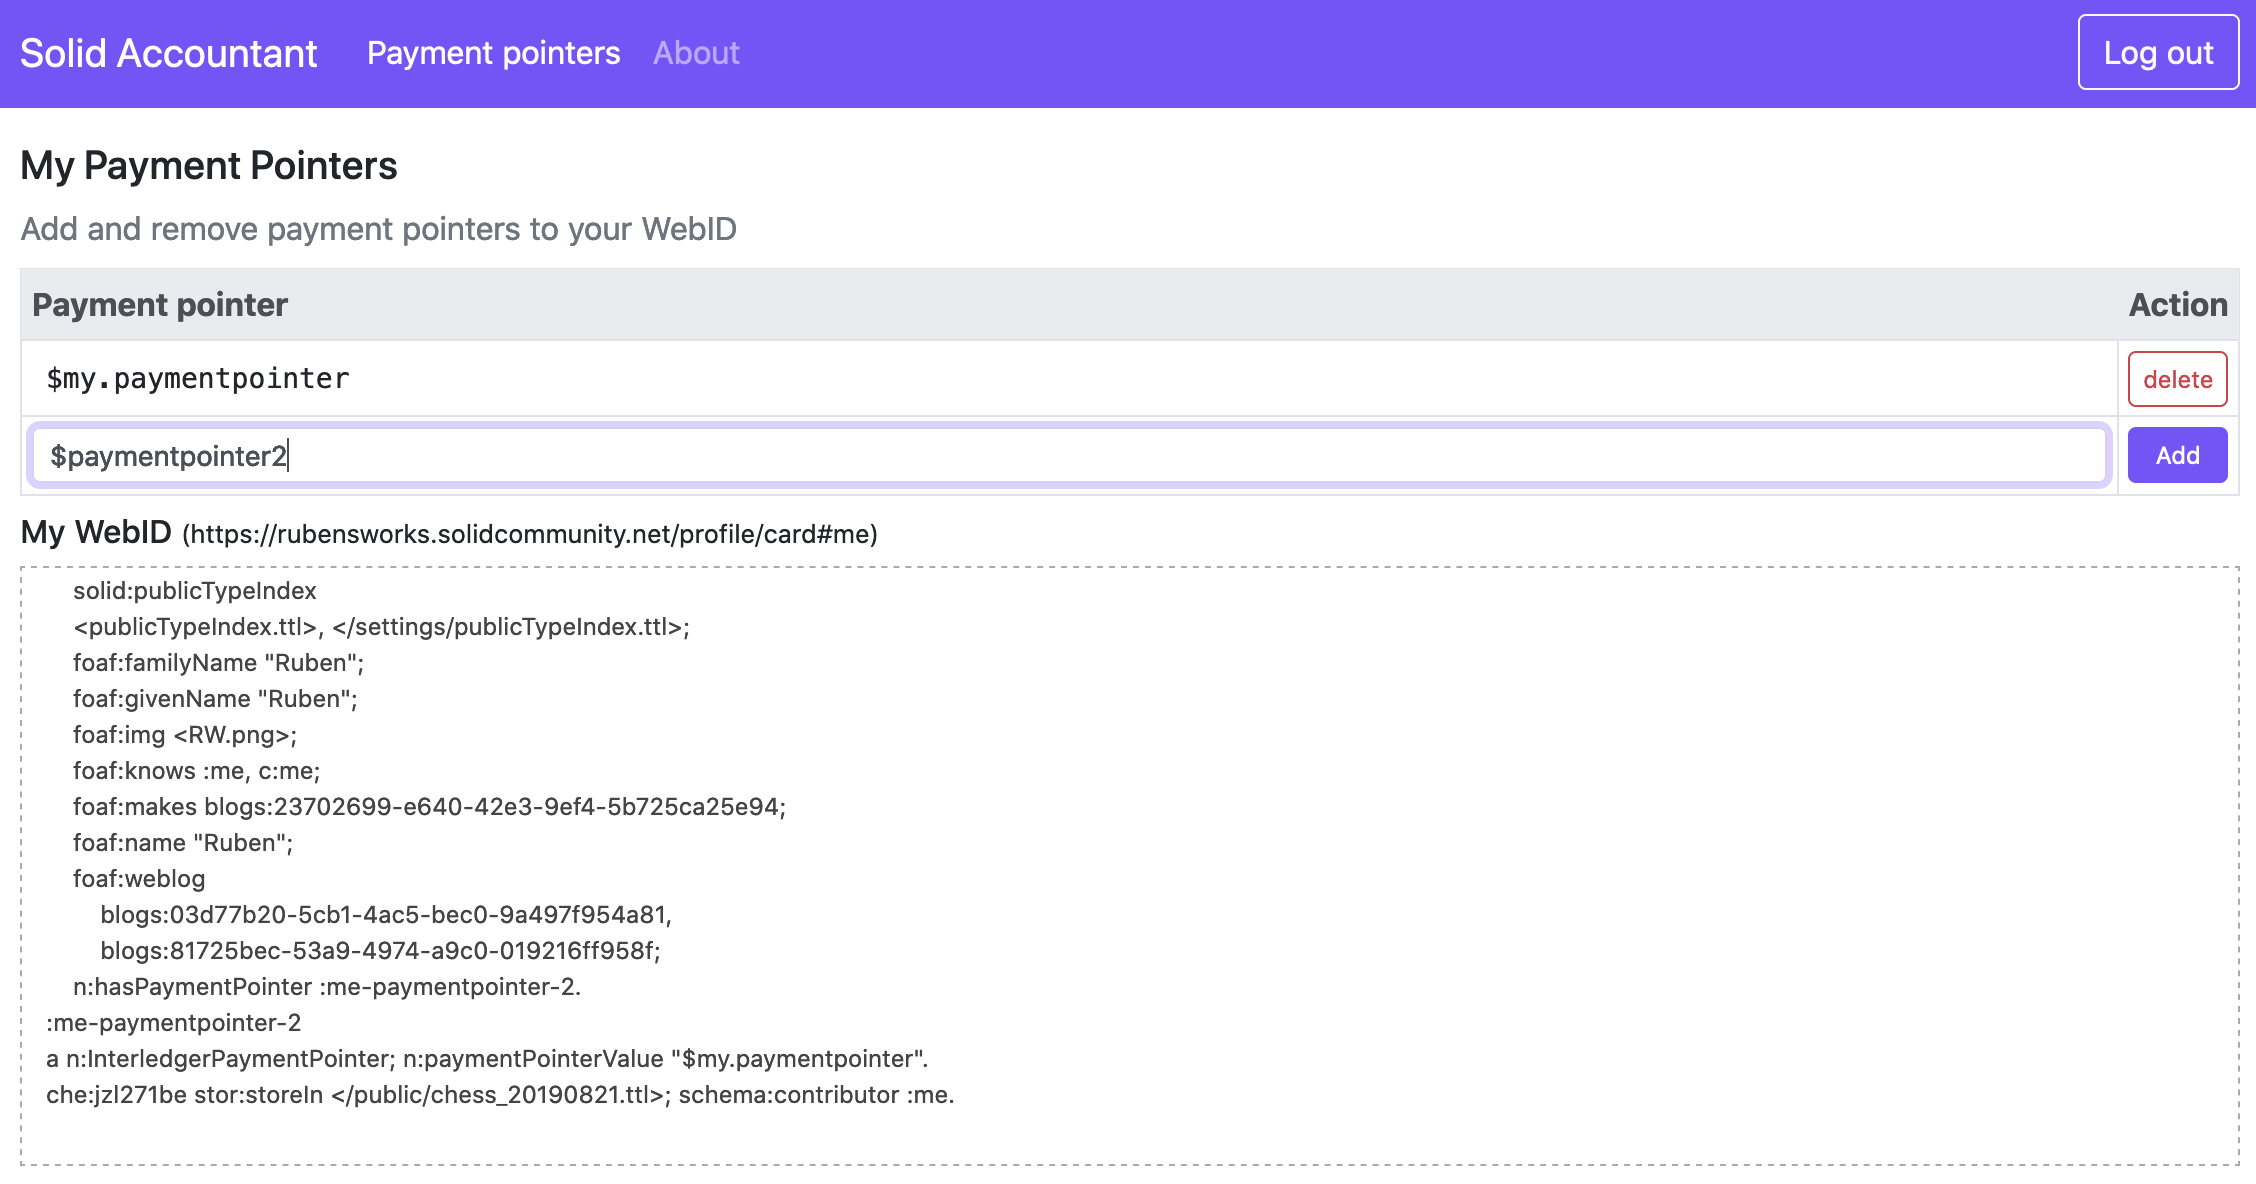 Solid Accountant Payment pointers About Log out
My Payment Pointers
Add and remove payment pointers to your WebID
Payment pointer Action
$my.paymentpointer delete
$paymentpointer2 Add
My WebID (https://rubensworks.solidcommunity.net/profile/card#me)
solid:publicTypeIndex
<publicTypeIndex.ttl>, </settings/publicTypeIndex.ttl>;
foaf:familyName "Ruben";
foaf:givenName "Ruben";
foaf:img <RW.png>;
foaf:knows :me, c:me;
foaf:makes blogs:23702699-e640-42e3-9ef4-5b725ca25e94;
foaf:name "Ruben";
foaf:weblog
blogs:03d77b20-5cb1-4ac5-bec0-9a497f954a81,
blogs:81725bec-53a9-4974-a9c0-019216ff958f;
n:hasPaymentPointer :me-paymentpointer-2.
:me-paymentpointer-2
a n:InterledgerPaymentPointer; n:paymentPointerValue "$my.paymentpointer".
che:jzl271be stor:storeIn </public/chess_20190821.ttl>; schema:contributor :me.